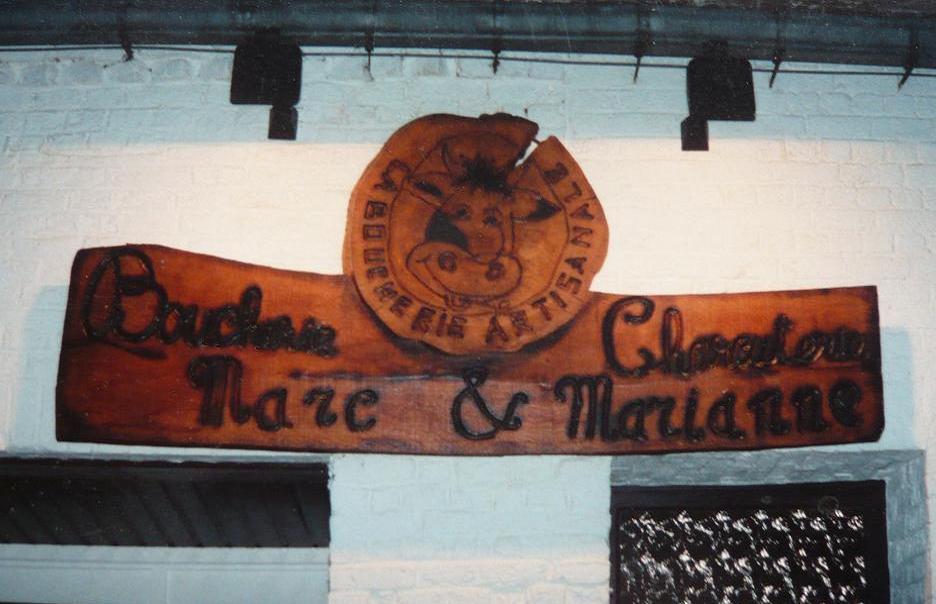 LA BOUCHERIE ARTISANALE
Boucherie Charcuterie
Marc & Marianne